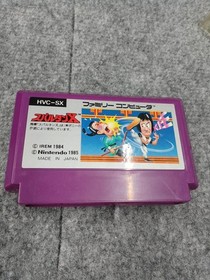 HVC-SX
ファミリーコンピュータ
スパルタンX
© IREM 1984
© Nintendo 1985
MADE IN JAPAN